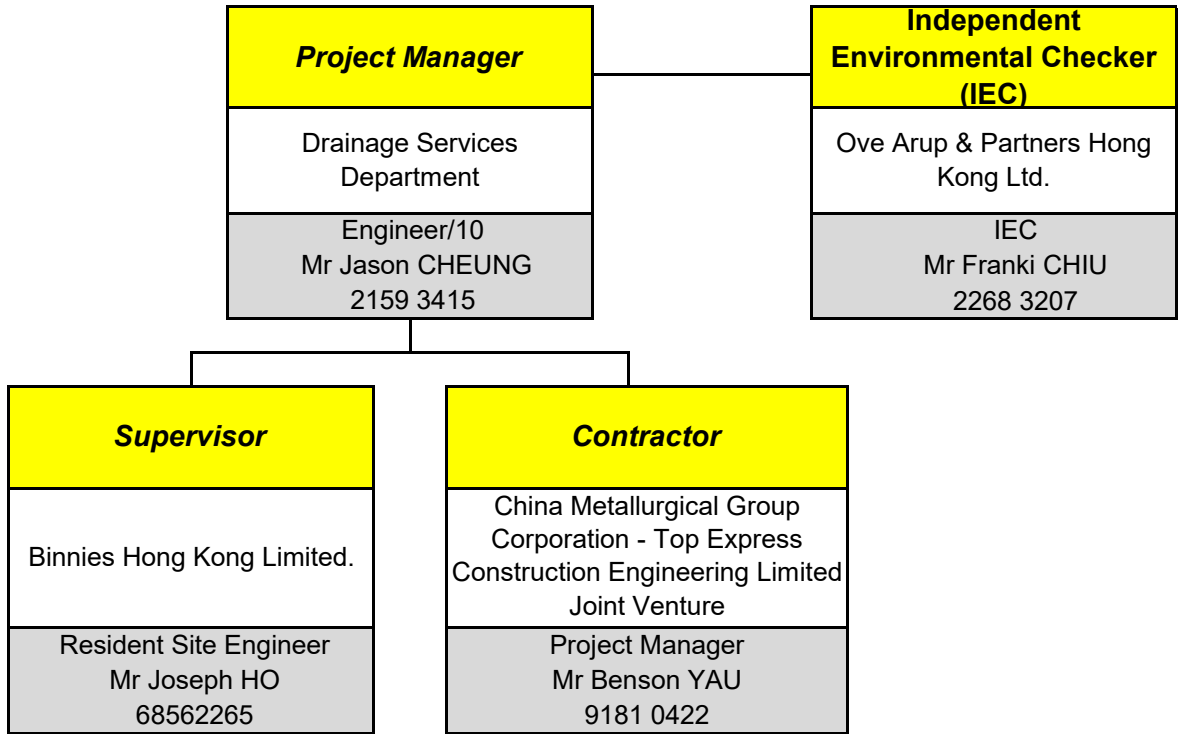 Project Manager
Drainage Services
Department
Engineer/10
Mr Jason CHEUNG
2159 3415
Independent
Environmental Checker
(IEC)
Ove Arup & Partners Hong
Kong Ltd.
IEC
Mr Franki CHIU
2268 3207
Supervisor
Binnies Hong Kong Limited.
Resident Site Engineer
Mr Joseph HO
68562265
Contractor
China Metallurgical Group
Corporation - Top Express
Construction Engineering Limited
Joint Venture
Project Manager
Mr Benson YAU
9181 0422